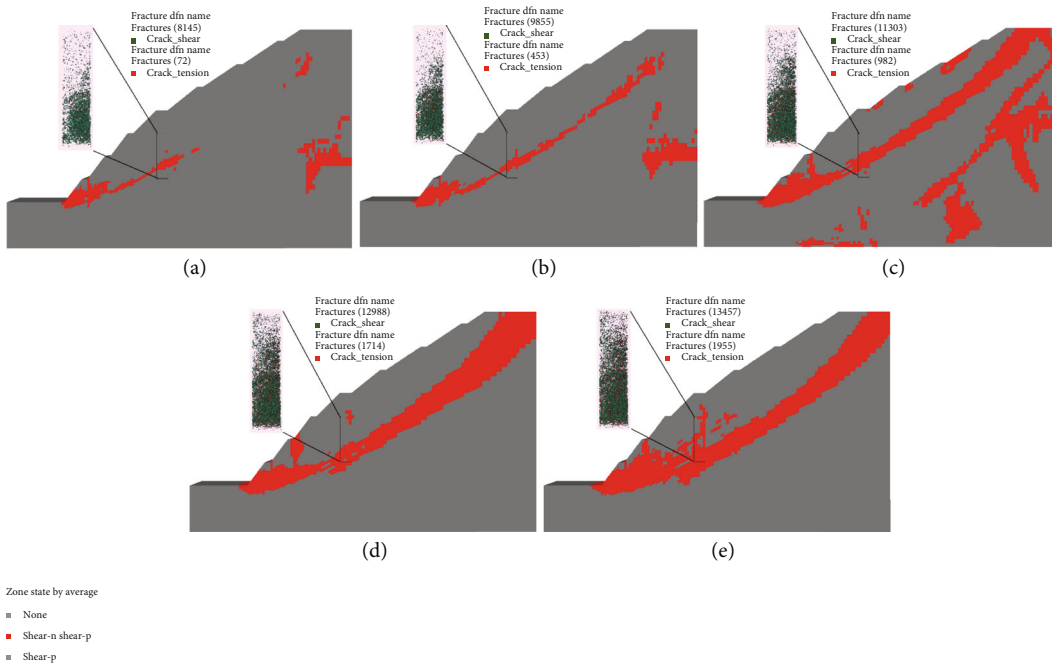 Fracture dfn name
Fractures (8145)
Crack_shear
Fracture dfn name
Fractures (72)
Crack_tension
(a)
Fracture dfn name
Fractures (9855)
Crack_shear
Fracture dfn name
Fractures (453)
Crack_tension
(b)
Fracture dfn name
Fractures (11303)
Crack_shear
Fracture dfn name
Fractures (982)
Crack_tension
(c)
Fracture dfn name
Fractures (12988)
Crack_shear
Fracture dfn name
Fractures (1714)
Crack_tension
(d)
Fracture dfn name
Fractures (13457)
Crack_shear
Fracture dfn name
Fractures (1955)
Crack_tension
(e)
Zone state by average
None
Shear-n shear-p
Shear-p